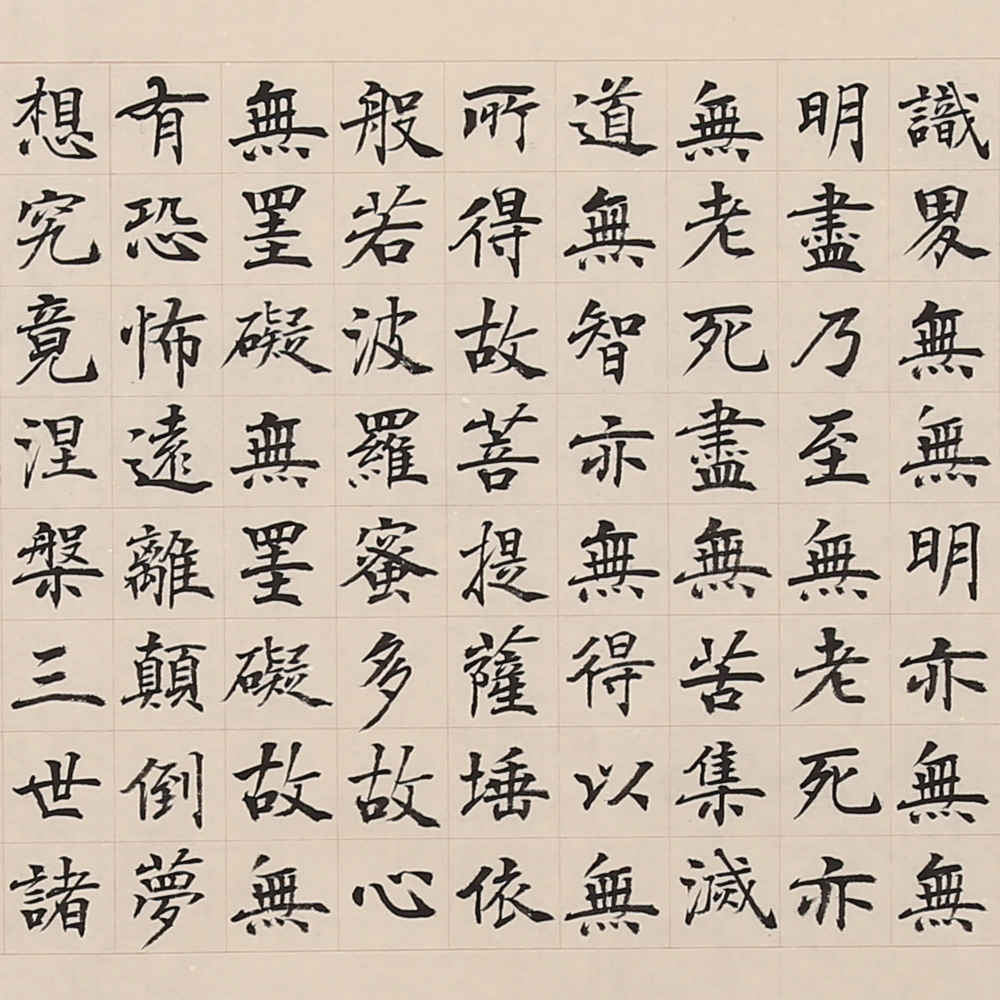 識界無無明亦無無
明盡乃至無老死亦
無老死盡無苦集滅
道無智亦無得以無
所得故菩提薩埵依
般若波羅蜜多故心
無罣礙無罣礙故無
有恐怖遠離顛倒夢
想究竟涅槃三世諸